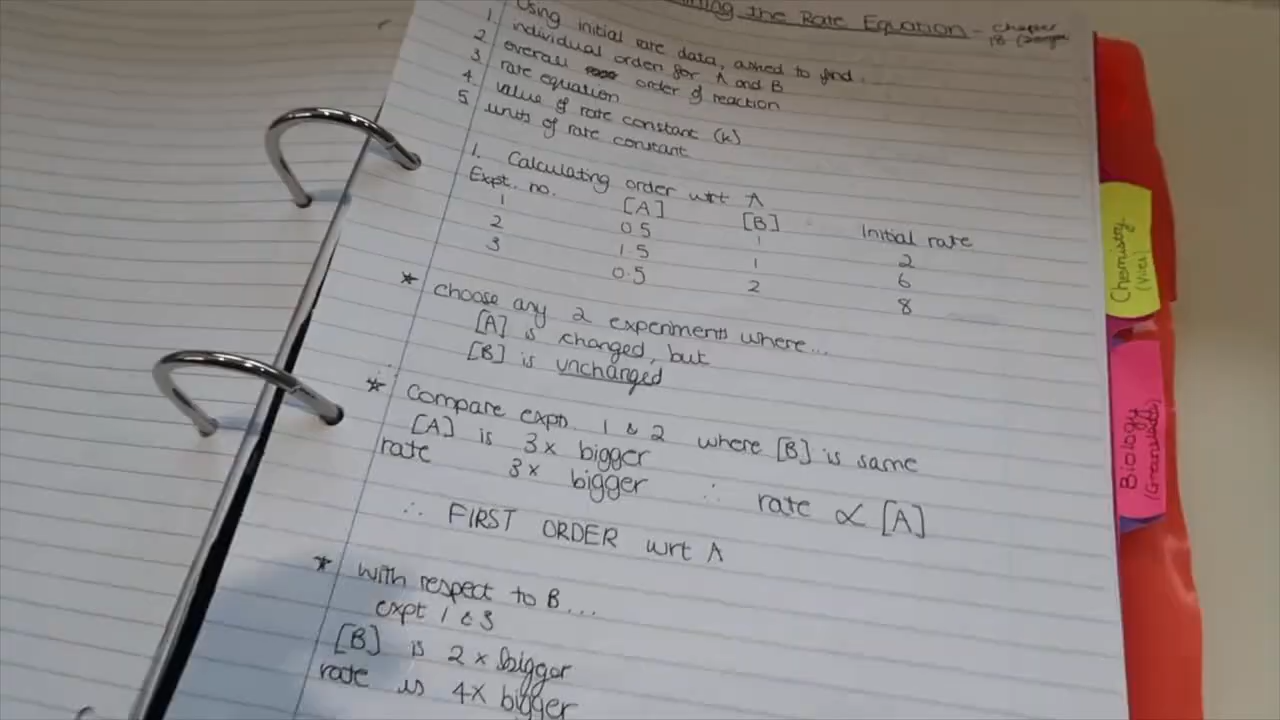 the Rate Equation - chapter
1 Using initial rate data, asked to find
2 individual orders for A and B
3 overall order of reaction
4 rate equation
5 value of rate constant (k)
units of rate constant
1. Calculating order wrt A
Expt. no. [A] [B] Initial rate
1 0.5 1 2
2 1.5 1 6
3 0.5 2 8
* choose any 2 experiments where...
[A] is changed, but
[B] is unchanged
* Compare expts. 1 & 2 where [B] is same
[A] is 3x bigger
rate 3x bigger ∴ rate ∝ [A]
∴ FIRST ORDER wrt A
* with respect to B...
expt 1 & 3
[B] is 2x bigger
rate is 4x bigger
Chemistry
Biology